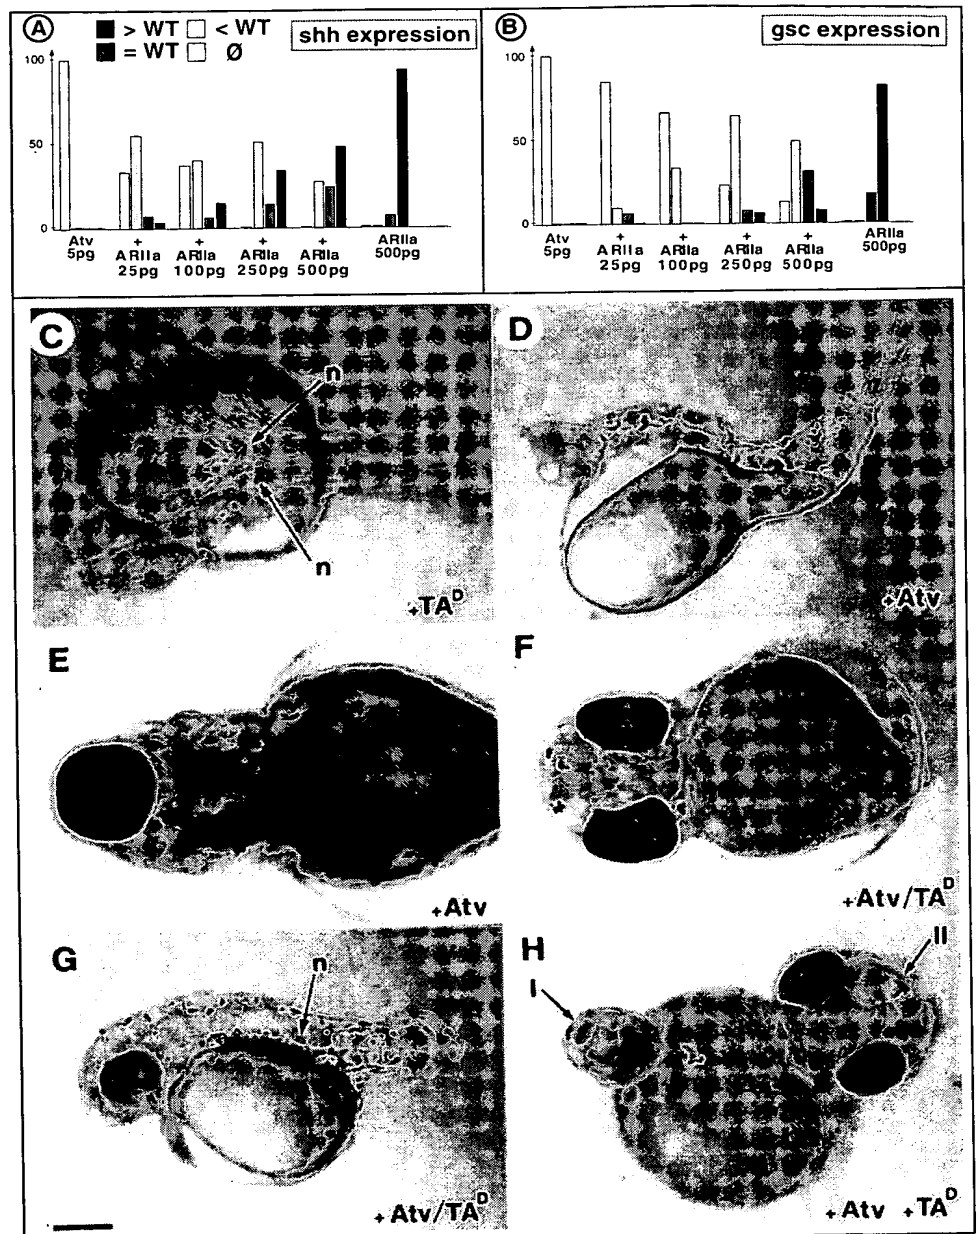 A
> WT
< WT
= WT
Ø
shh expression
100
50
0
Atv
5pg
+
ARIIa
25pg
+
ARIIa
100pg
+
ARIIa
250pg
+
ARIIa
500pg
ARIIa
500pg
B
gsc expression
100
50
0
Atv
5pg
+
ARIIa
25pg
+
ARIIa
100pg
+
ARIIa
250pg
+
ARIIa
500pg
ARIIa
500pg
C
n
n
+TA^D
D
+Atv
E
+Atv
F
+Atv/TA^D
G
n
+Atv/TA^D
H
I
II
+Atv +TA^D